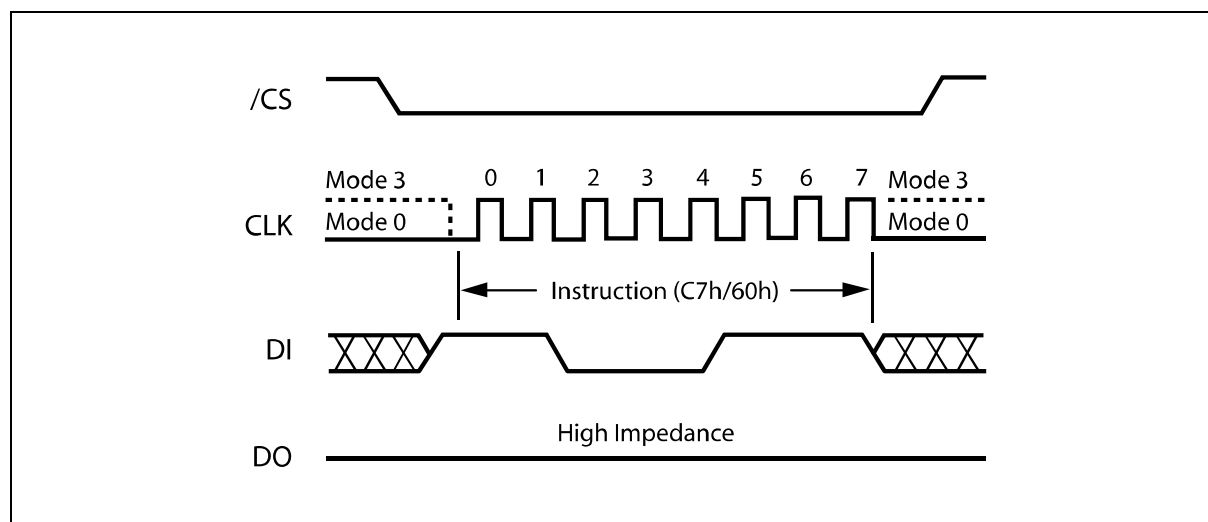 /CS
Mode 3 0 1 2 3 4 5 6 7 Mode 3
CLK Mode 0 Mode 0
Instruction (C7h/60h)
DI
High Impedance
DO